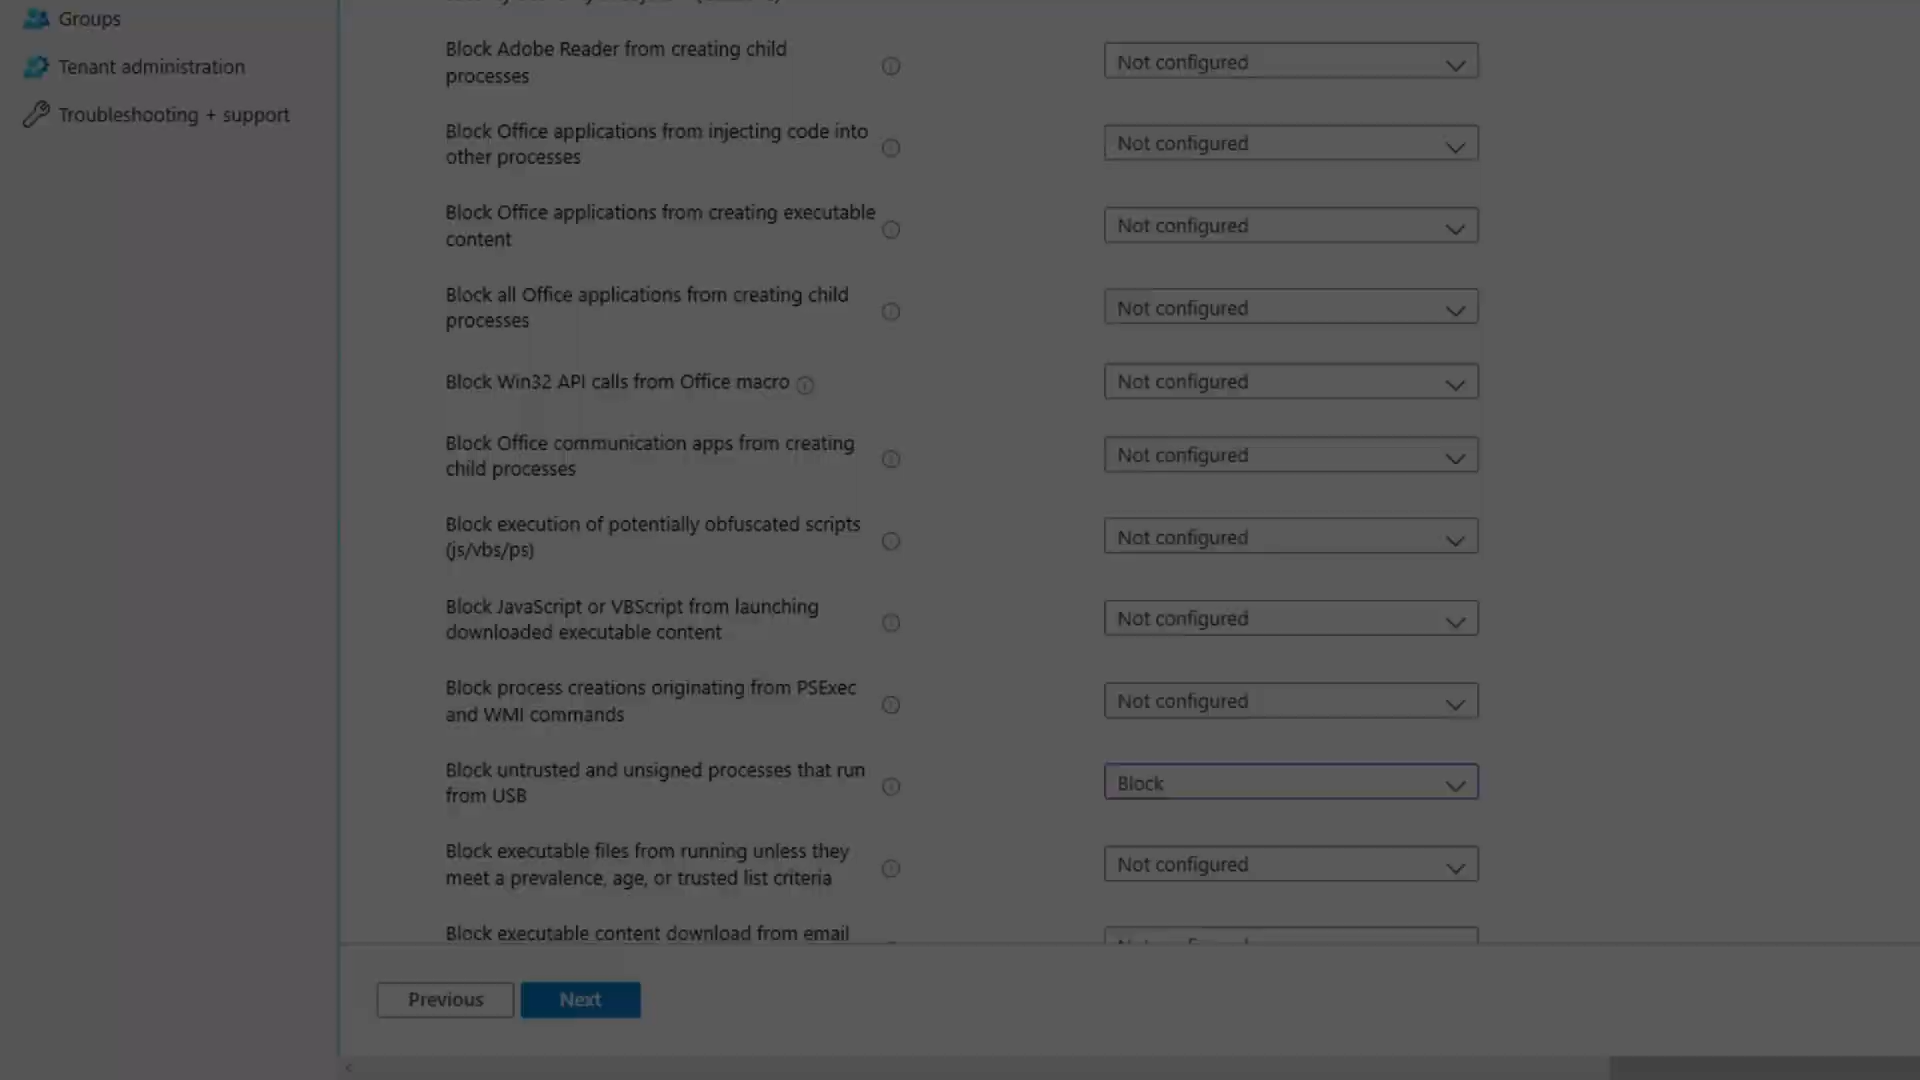 Groups
Tenant administration
Troubleshooting + support
Block Adobe Reader from creating child
processes
Not configured
Block Office applications from injecting code into
other processes
Not configured
Block Office applications from creating executable
content
Not configured
Block all Office applications from creating child
processes
Not configured
Block Win32 API calls from Office macro
Not configured
Block Office communication apps from creating
child processes
Not configured
Block execution of potentially obfuscated scripts
(js/vbs/ps)
Not configured
Block JavaScript or VBScript from launching
downloaded executable content
Not configured
Block process creations originating from PSExec
and WMI commands
Not configured
Block untrusted and unsigned processes that run
from USB
Block
Block executable files from running unless they
meet a prevalence, age, or trusted list criteria
Not configured
Block executable content download from email
Previous
Next